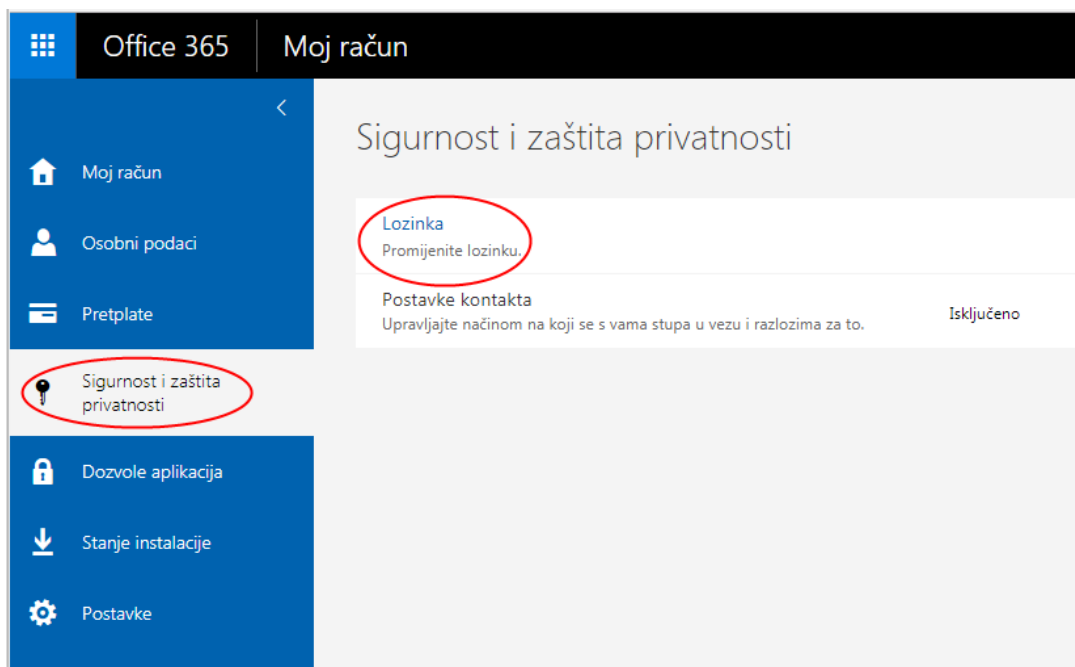 Office 365
Moj račun
Moj račun
Osobni podaci
Pretplate
Sigurnost i zaštita
privatnosti
Dozvole aplikacija
Stanje instalacije
Postavke
Sigurnost i zaštita privatnosti
Lozinka
Promijenite lozinku.
Postavke kontakta
Upravljajte načinom na koji se s vama stupa u vezu i razlozima za to.
Isključeno